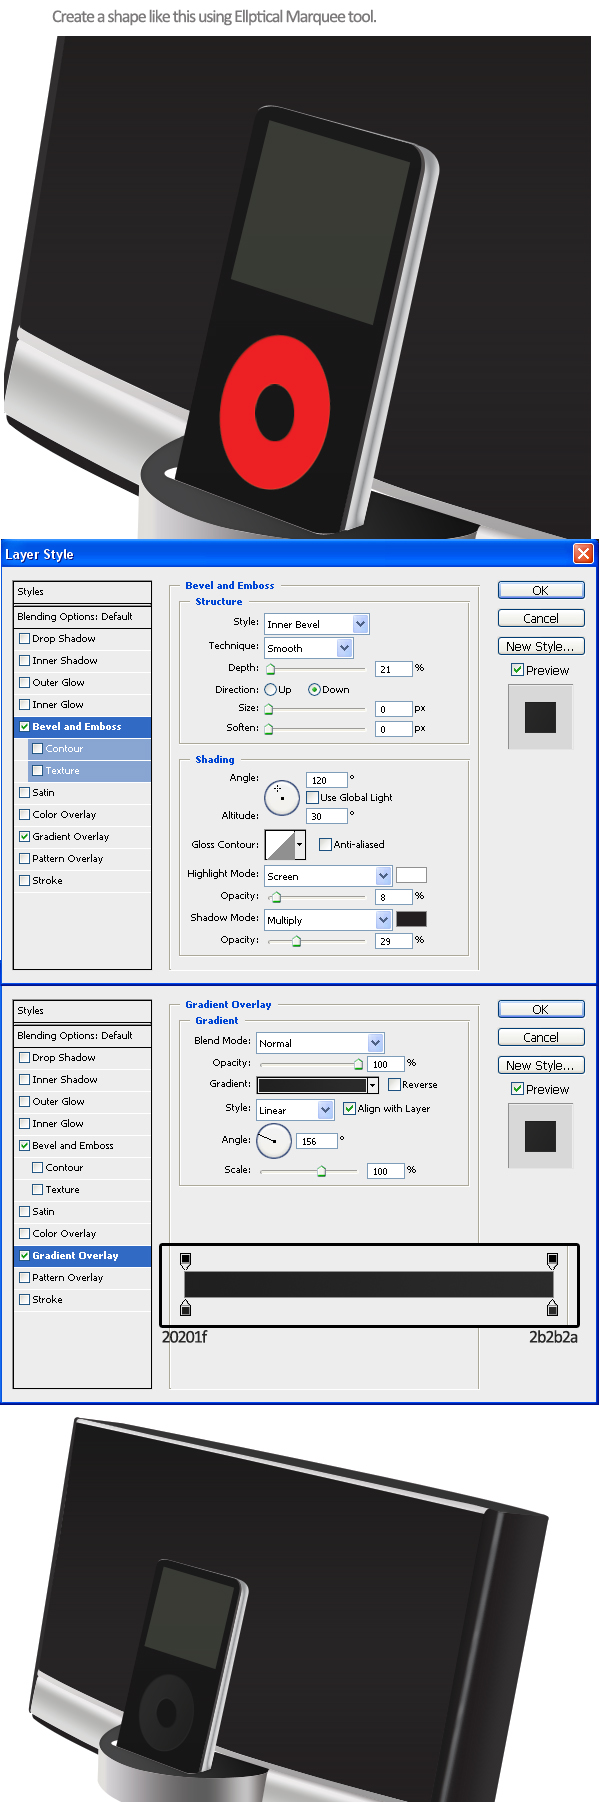 Create a shape like this using Ellptical Marquee tool.
Layer Style
Styles
Blending Options: Default
Drop Shadow
Inner Shadow
Outer Glow
Inner Glow
Bevel and Emboss
Contour
Texture
Satin
Color Overlay
Gradient Overlay
Pattern Overlay
Stroke
Bevel and Emboss
Structure
Style: Inner Bevel
Technique: Smooth
Depth: 21 %
Direction: Up Down
Size: 0 px
Soften: 0 px
Shading
Angle: 120 °
Use Global Light
Altitude: 30 °
Gloss Contour: Anti-aliased
Highlight Mode: Screen
Opacity: 8 %
Shadow Mode: Multiply
Opacity: 29 %
OK
Cancel
New Style...
Preview
Styles
Blending Options: Default
Drop Shadow
Inner Shadow
Outer Glow
Inner Glow
Bevel and Emboss
Contour
Texture
Satin
Color Overlay
Gradient Overlay
Pattern Overlay
Stroke
Gradient Overlay
Gradient
Blend Mode: Normal
Opacity: 100 %
Gradient: Reverse
Style: Linear Align with Layer
Angle: 156 °
Scale: 100 %
OK
Cancel
New Style...
Preview
20201f 2b2b2a